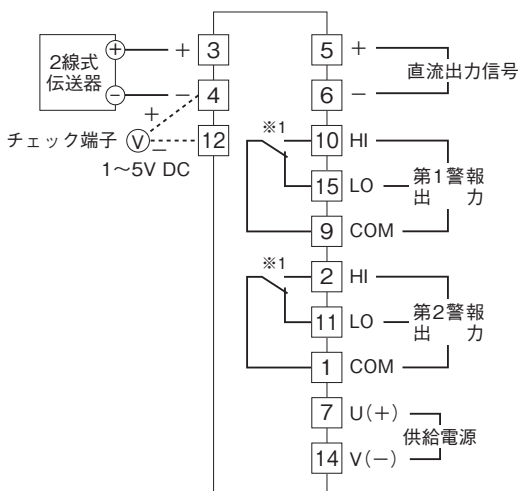 2線式
伝送器
+
−
+
−
3
4
+
チェック端子
V
−
12
1〜5V DC
5
+
直流出力信号
6
−
※1
10
HI
15
LO
第1警報
出 力
9
COM
※1
2
HI
11
LO
第2警報
出 力
1
COM
7
U(+)
供給電源
14
V(−)